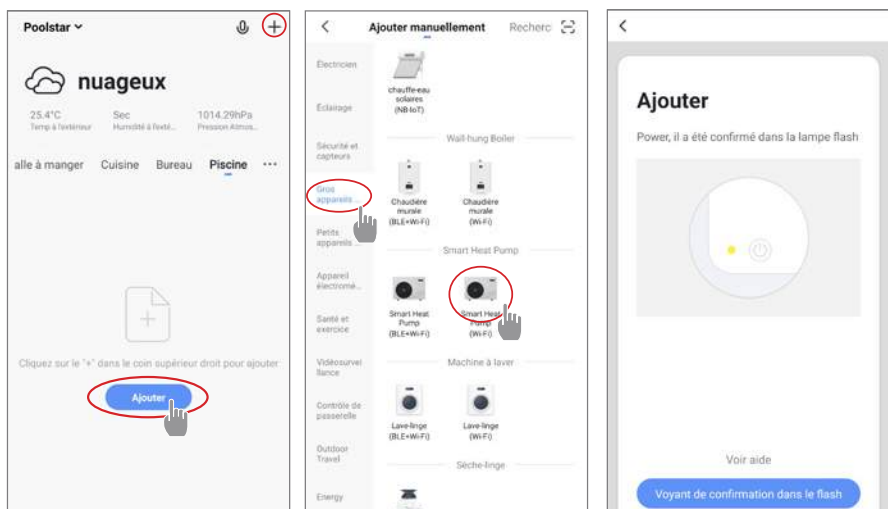 Poolstar
nuageux
25.4°C
Temp à l'extérieur
Sec
Humidité à l'exté...
1014.29hPa
Pression Atmos...
alle à manger Cuisine Bureau Piscine ...
Cliquez sur le "+" dans le coin supérieur droit pour ajouter
Ajouter
Ajouter manuellement Recherc
Électricien
Éclairage
Sécurité et
capteurs
Gros
appareils ...
Petits
appareils ...
Appareil
électromé...
Santé et
exercice
Vidéosurvei
llance
Contrôle de
passerelle
Outdoor
Travel
Energy
chauffe-eau
solaires
(NB-IoT)
Wall-hung Boiler
Chaudière
murale
(BLE+Wi-Fi)
Chaudière
murale
(Wi-Fi)
Smart Heat Pump
Smart Heat
Pump
(BLE+Wi-Fi)
Smart Heat
Pump
(Wi-Fi)
Machine à laver
Lave-linge
(BLE+Wi-Fi)
Lave-linge
(Wi-Fi)
Sèche-linge
Ajouter
Power, il a été confirmé dans la lampe flash
Voir aide
Voyant de confirmation dans le flash